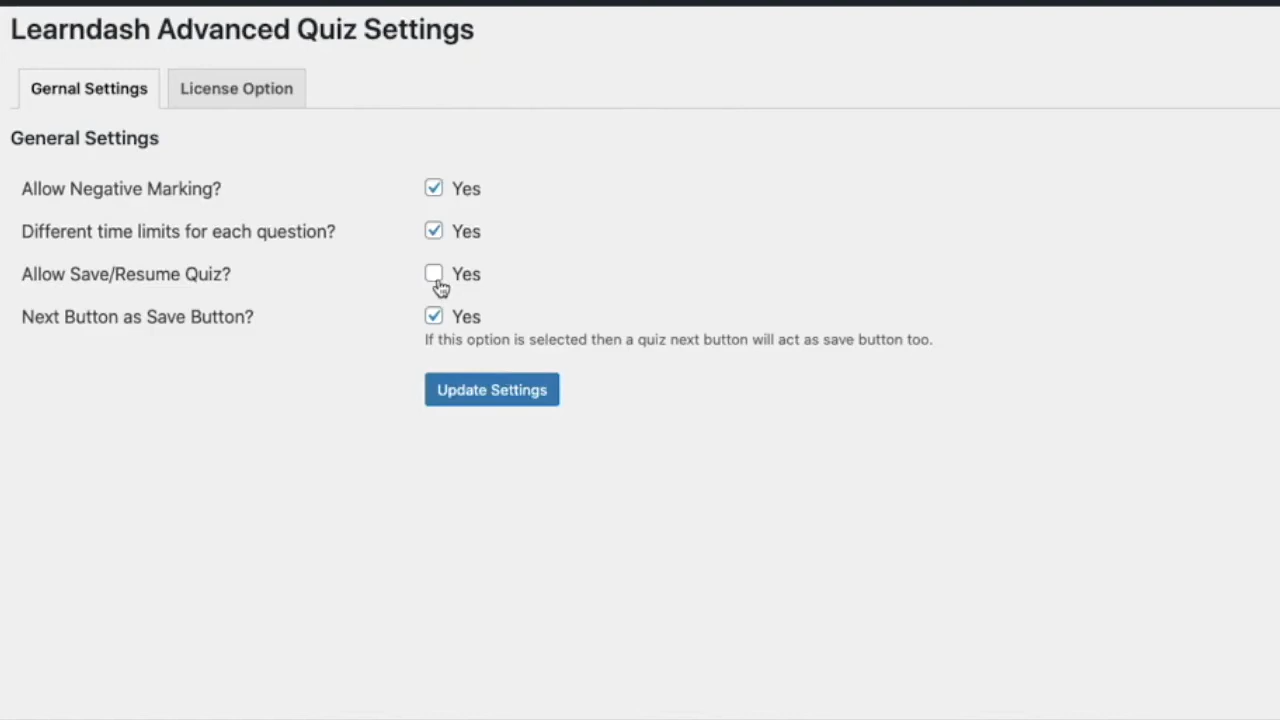 Learndash Advanced Quiz Settings
Gernal Settings License Option
General Settings
Allow Negative Marking? Yes
Different time limits for each question? Yes
Allow Save/Resume Quiz? Yes
Next Button as Save Button? Yes
If this option is selected then a quiz next button will act as save button too.
Update Settings